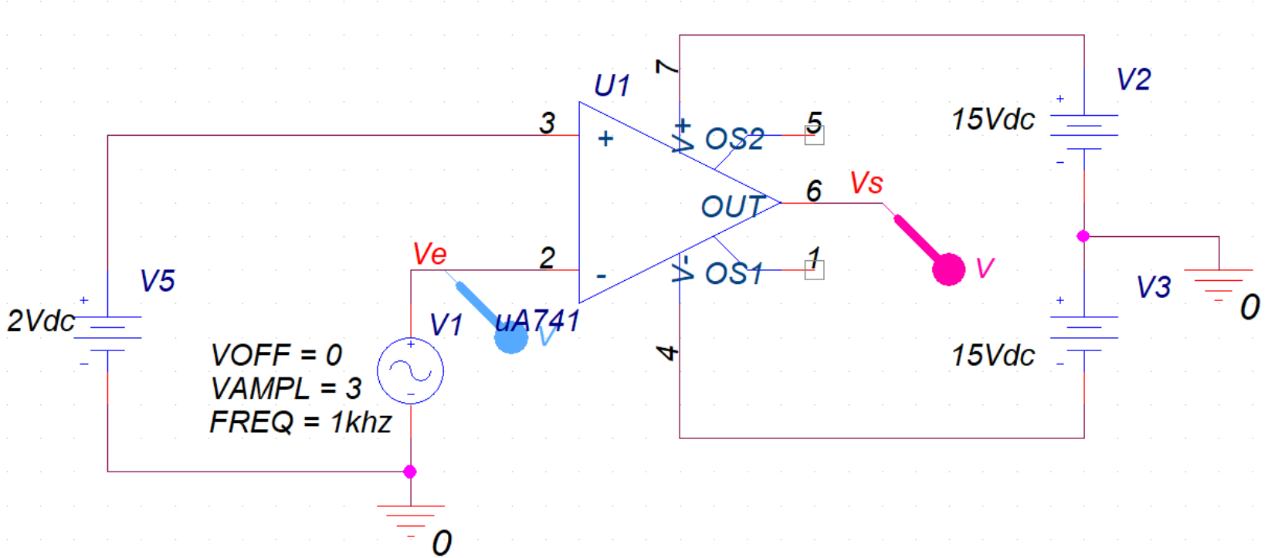 7
U1
V2
15Vdc
3
+
V+
OS2
5
+
-
OUT
6
Vs
V
Ve
2
-
V-
OS1
1
V5
+
2Vdc
-
V1
uA741
V
+
-
VOFF = 0
VAMPL = 3
FREQ = 1khz
4
V3
+
15Vdc
-
0
0